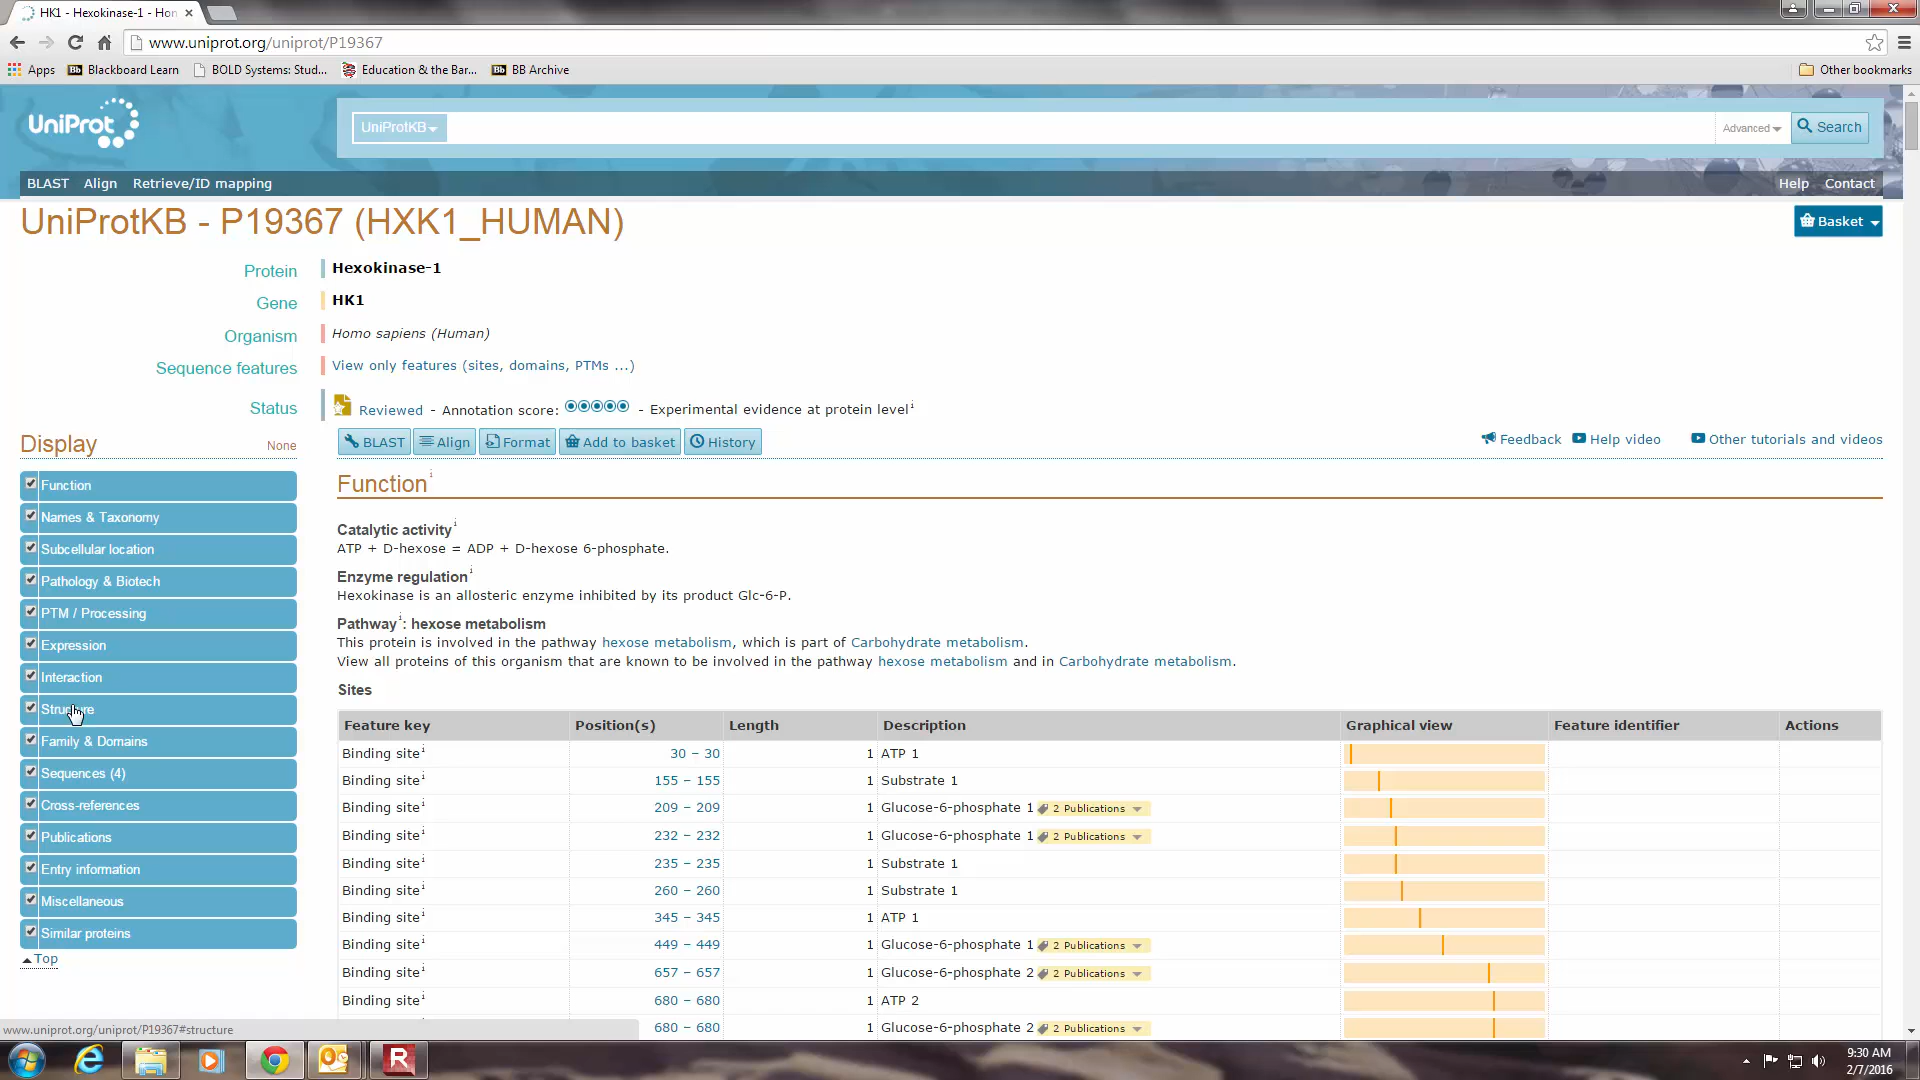 HK1 - Hexokinase-1 - Hon
www.uniprot.org/uniprot/P19367
Apps Blackboard Learn BOLD Systems: Stud... Education & the Bar... BB Archive Other bookmarks
UniProt
UniProtKB Advanced Search
BLAST Align Retrieve/ID mapping Help Contact
UniProtKB - P19367 (HXK1_HUMAN) Basket
Protein Hexokinase-1
Gene HK1
Organism Homo sapiens (Human)
Sequence features View only features (sites, domains, PTMs ...)
Status Reviewed - Annotation score: - Experimental evidence at protein level i
Display None
BLAST Align Format Add to basket History Feedback Help video Other tutorials and videos
Function
Names & Taxonomy
Subcellular location
Pathology & Biotech
PTM / Processing
Expression
Interaction
Structure
Family & Domains
Sequences (4)
Cross-references
Publications
Entry information
Miscellaneous
Similar proteins
Top
Function i
Catalytic activity i
ATP + D-hexose = ADP + D-hexose 6-phosphate.
Enzyme regulation i
Hexokinase is an allosteric enzyme inhibited by its product Glc-6-P.
Pathway i: hexose metabolism
This protein is involved in the pathway hexose metabolism, which is part of Carbohydrate metabolism.
View all proteins of this organism that are known to be involved in the pathway hexose metabolism and in Carbohydrate metabolism.
Sites
Feature key Position(s) Length Description Graphical view Feature identifier Actions
Binding site i 30 – 30 1 ATP 1
Binding site i 155 – 155 1 Substrate 1
Binding site i 209 – 209 1 Glucose-6-phosphate 1 2 Publications
Binding site i 232 – 232 1 Glucose-6-phosphate 1 2 Publications
Binding site i 235 – 235 1 Substrate 1
Binding site i 260 – 260 1 Substrate 1
Binding site i 345 – 345 1 ATP 1
Binding site i 449 – 449 1 Glucose-6-phosphate 1 2 Publications
Binding site i 657 – 657 1 Glucose-6-phosphate 2 2 Publications
Binding site i 680 – 680 1 ATP 2
680 – 680 1 Glucose-6-phosphate 2 2 Publications
www.uniprot.org/uniprot/P19367#structure
9:30 AM
2/7/2016